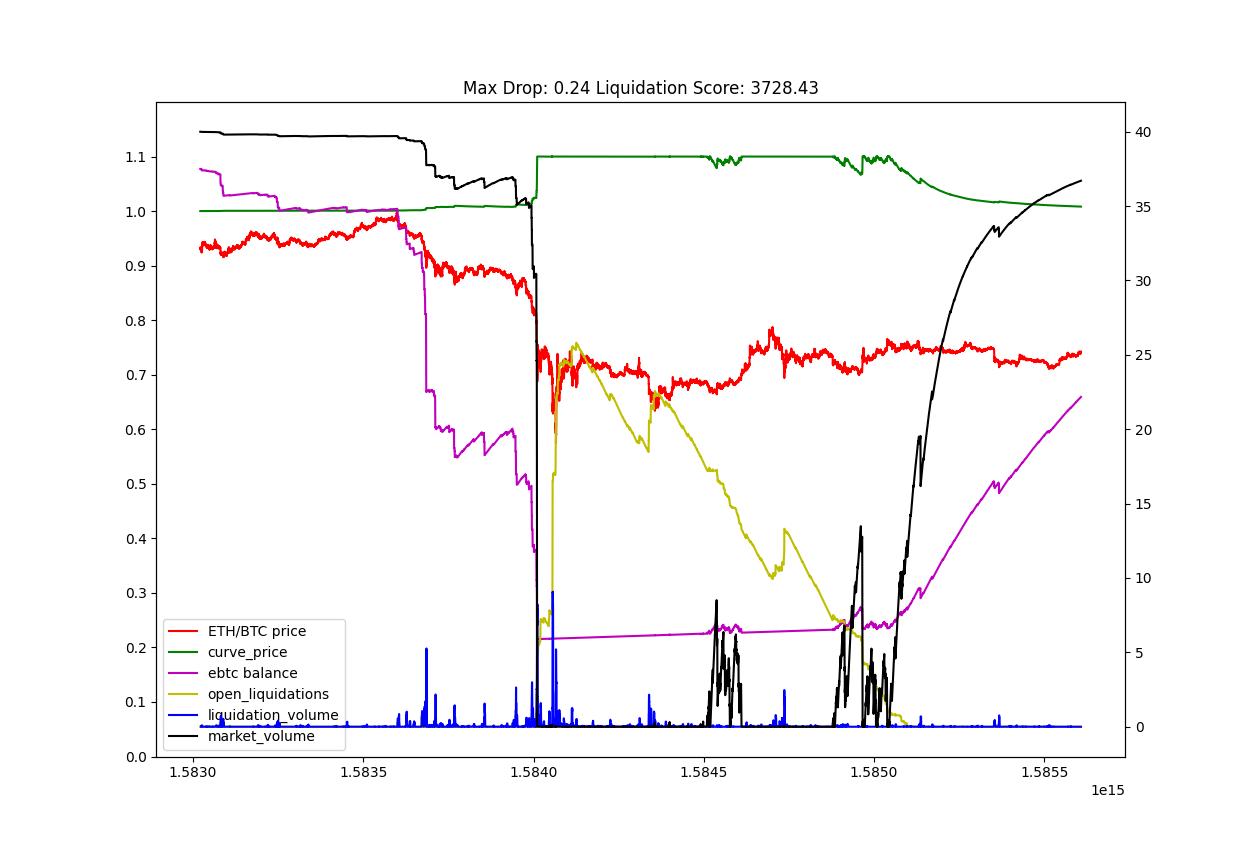 Max Drop: 0.24 Liquidation Score: 3728.43
1.1
1.0
0.9
0.8
0.7
0.6
0.5
0.4
0.3
0.2
0.1
0.0
40
35
30
25
20
15
10
5
0
ETH/BTC price
curve_price
ebtc balance
open_liquidations
liquidation_volume
market_volume
1.5830 1.5835 1.5840 1.5845 1.5850 1.5855
1e15